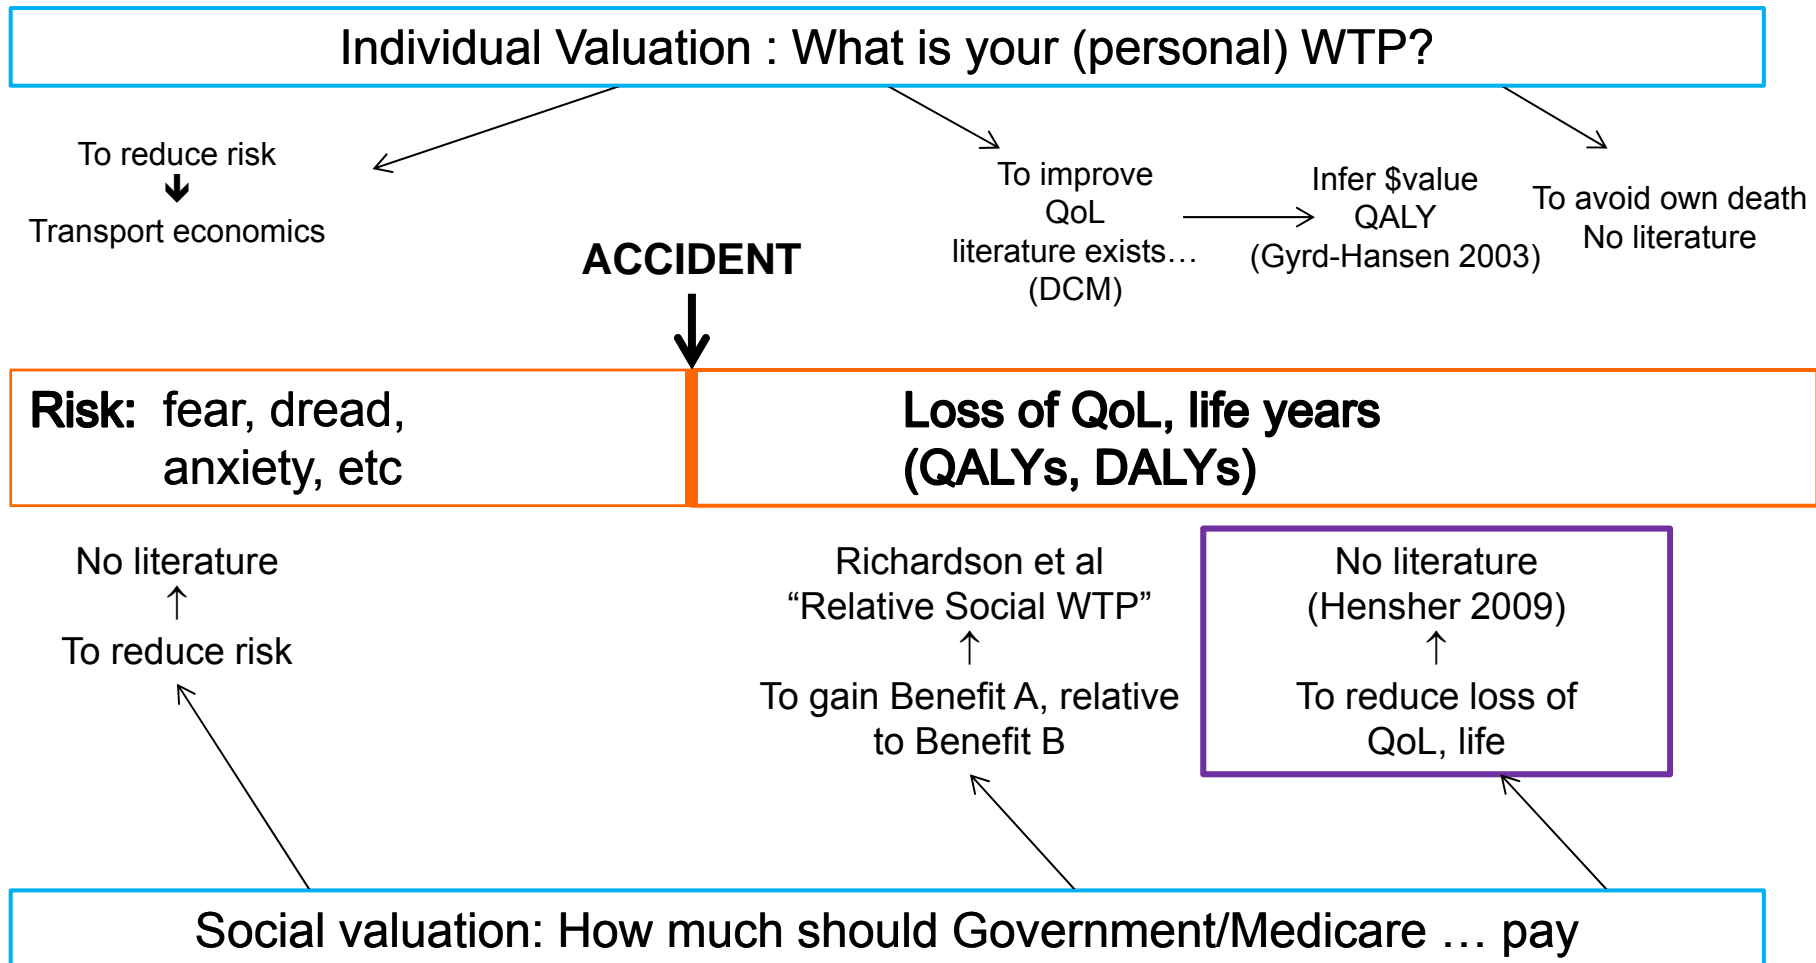 Individual Valuation : What is your (personal) WTP?
To reduce risk
Transport economics
To improve
QoL
literature exists…
(DCM)
Infer $value
QALY
(Gyrd-Hansen 2003)
To avoid own death
No literature
ACCIDENT
Risk: fear, dread,
anxiety, etc
Loss of QoL, life years
(QALYs, DALYs)
No literature
To reduce risk
Richardson et al
“Relative Social WTP”
To gain Benefit A, relative
to Benefit B
No literature
(Hensher 2009)
To reduce loss of
QoL, life
Social valuation: How much should Government/Medicare … pay